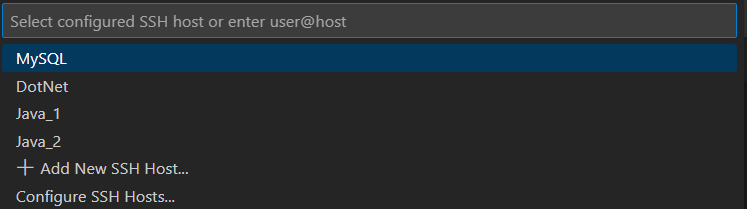 Select configured SSH host or enter user@host
MySQL
DotNet
Java_1
Java_2
+ Add New SSH Host...
Configure SSH Hosts...